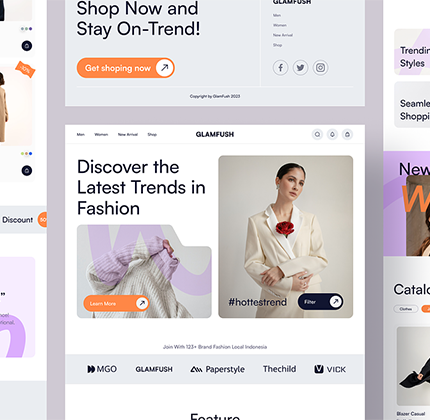 Shop Now and
Stay On-Trend!
Get shoping now
GLAMFUSH
Men
Women
New Arrival
Shop
Copyright by GlamFush 2023
40%
Discount
50
"
Men
Women
New Arrival
Shop
GLAMFUSH
Discover the
Latest Trends in
Fashion
Learn More
#hottestrend
Filter
Join With 123+ Brand Fashion Local Indonesia
MGO
GLAMFUSH
Paperstyle
Thechild
VICK
Feature
Trendin
Styles
Seamle
Shoppi
New
Catalo
Clothes
Blazer Casual